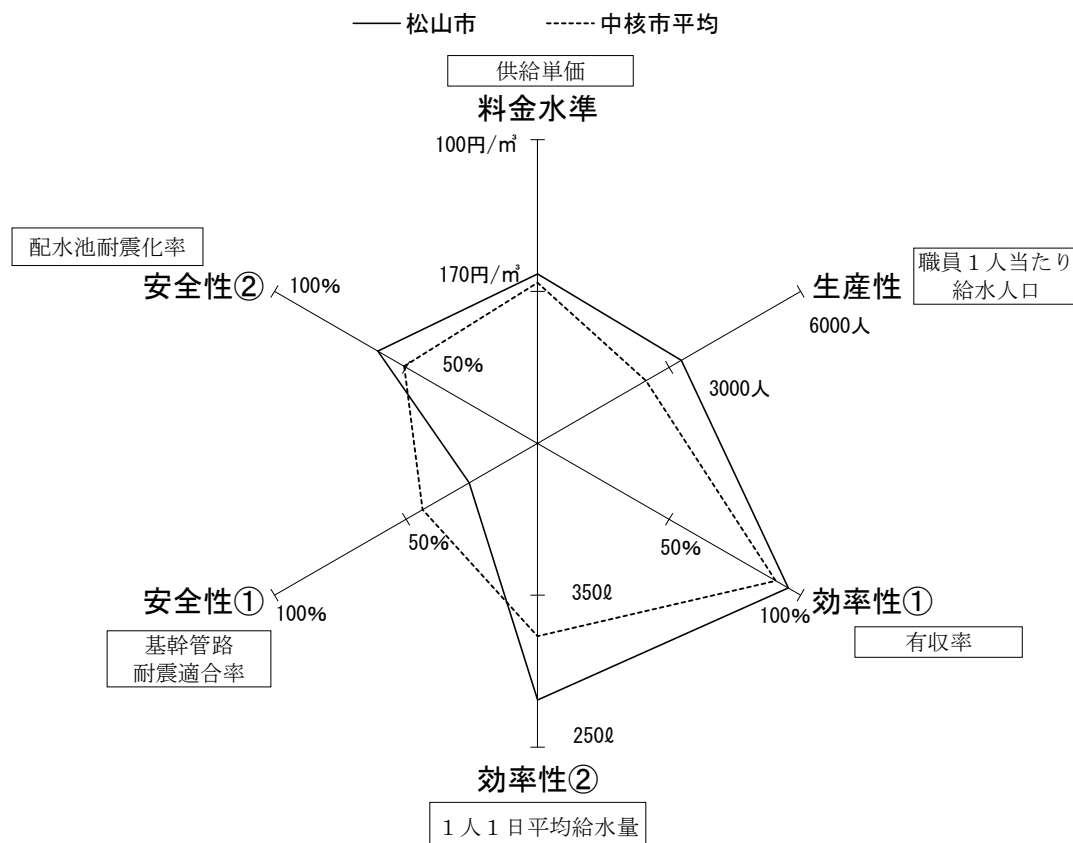 松山市
中核市平均
供給単価
料金水準
100円/㎥
配水池耐震化率
安全性②
100%
170円/㎥
生産性
職員１人当たり
給水人口
6000人
50%
3000人
50%
50%
安全性①
100%
350ℓ
100%
効率性①
基幹管路
耐震適合率
有収率
250ℓ
効率性②
１人１日平均給水量